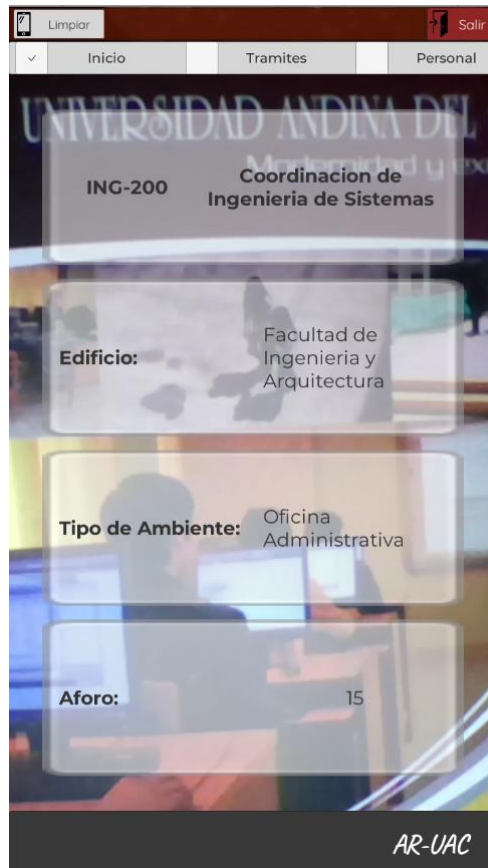 Limpiar Salir
✓ Inicio Tramites Personal
UNIVERSIDAD ANDINA DEL
Modernidad y
ING-200 Coordinacion de
Ingenieria de Sistemas
Edificio: Facultad de
Ingenieria y
Arquitectura
Tipo de Ambiente: Oficina
Administrativa
Aforo: 15
AR-UAC